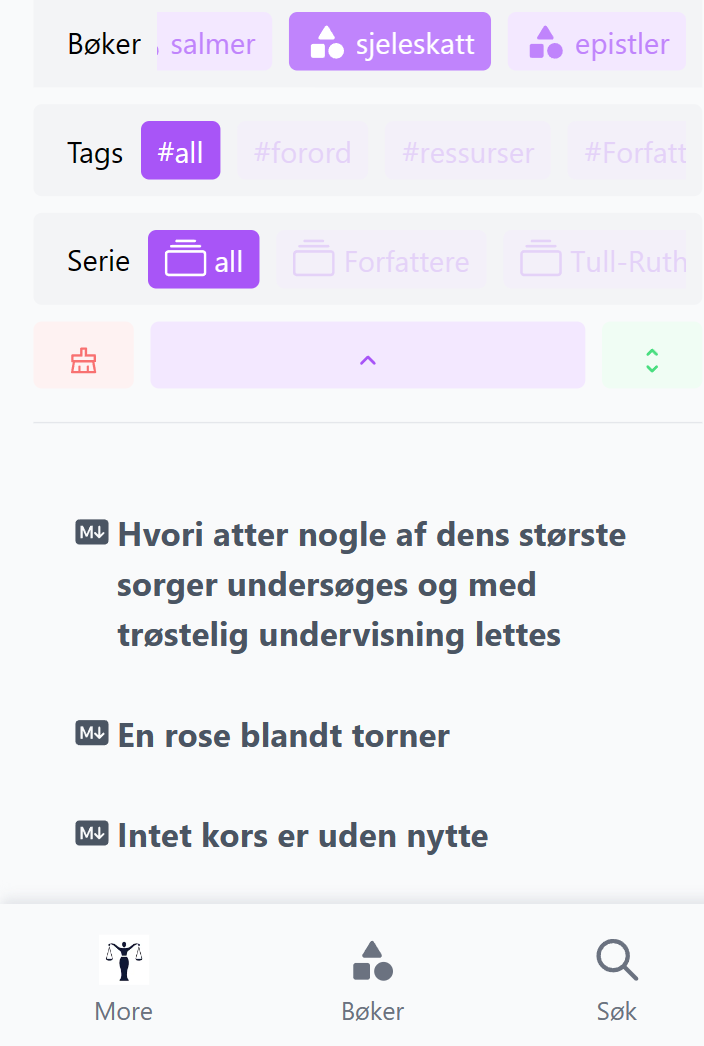 Bøker salmer sjeleskatt epistler
Tags #all #forord #ressurser #Forfatt
Serie all Forfattere Tull-Ruth
M↓ Hvori atter nogle af dens største
sorger undersøges og med
trøstelig undervisning lettes
M↓ En rose blandt torner
M↓ Intet kors er uden nytte
More Bøker Søk